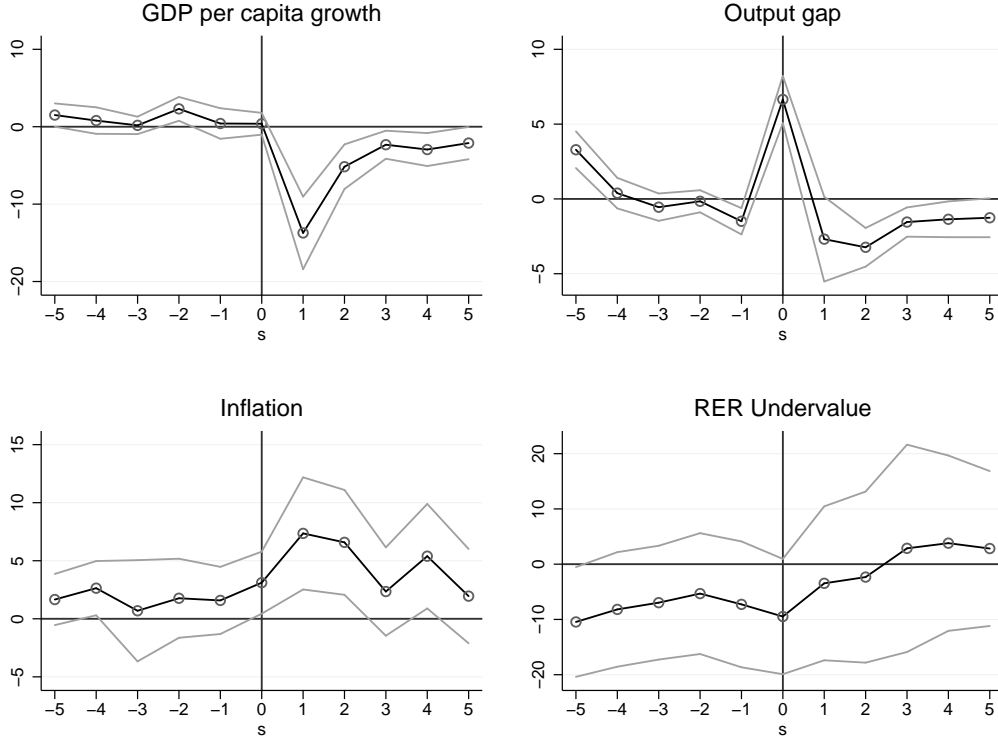 GDP per capita growth
10
0
−10
−20
−5 −4 −3 −2 −1 0 1 2 3 4 5
s
Output gap
10
5
0
−5
−5 −4 −3 −2 −1 0 1 2 3 4 5
s
Inflation
15
10
5
0
−5
−5 −4 −3 −2 −1 0 1 2 3 4 5
s
RER Undervalue
20
10
0
−10
−20
−5 −4 −3 −2 −1 0 1 2 3 4 5
s